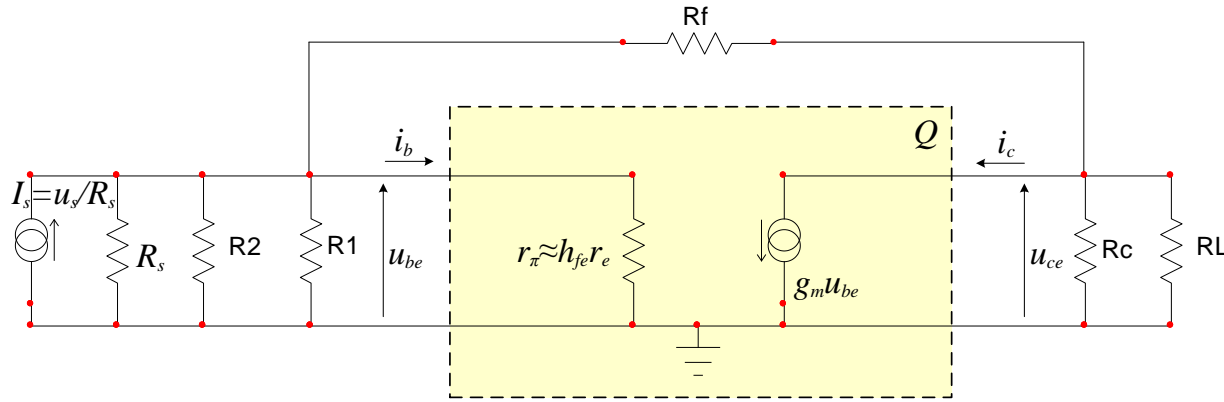 Rf
Q
i_b
i_c
I_s=u_s/R_s
R_s
R2
R1
u_be
r_π≈h_fe r_e
g_m u_be
u_ce
Rc
RL